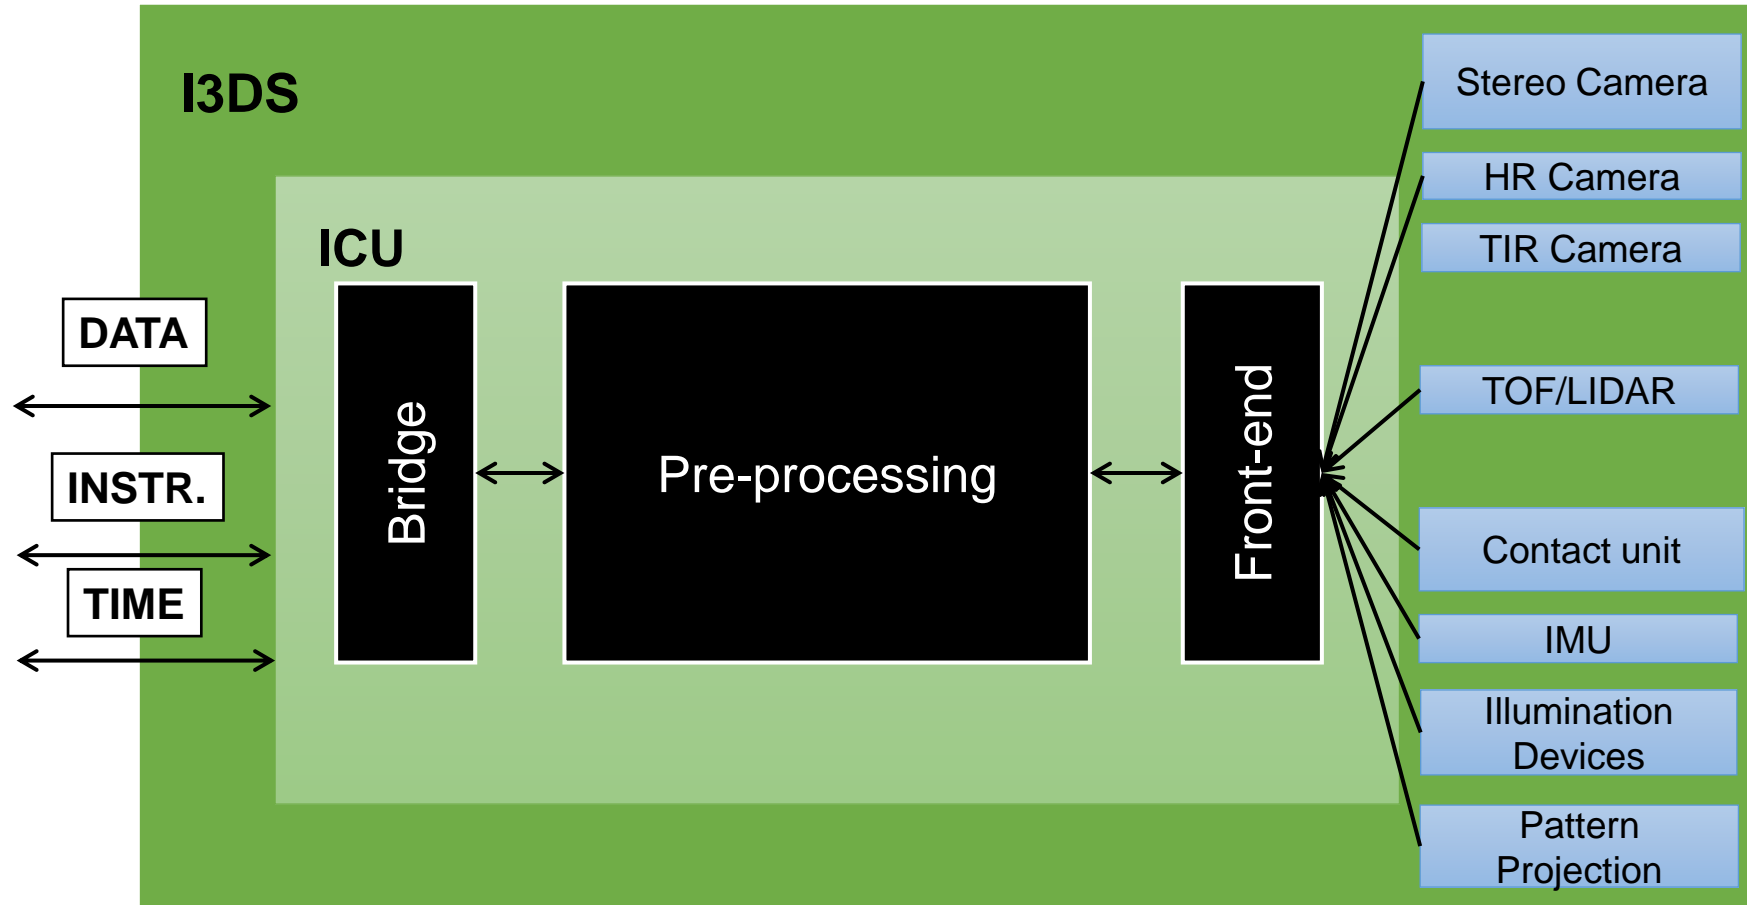 I3DS
ICU
DATA
INSTR.
TIME
Bridge
Pre-processing
Front-end
Stereo Camera
HR Camera
TIR Camera
TOF/LIDAR
Contact unit
IMU
Illumination
Devices
Pattern
Projection